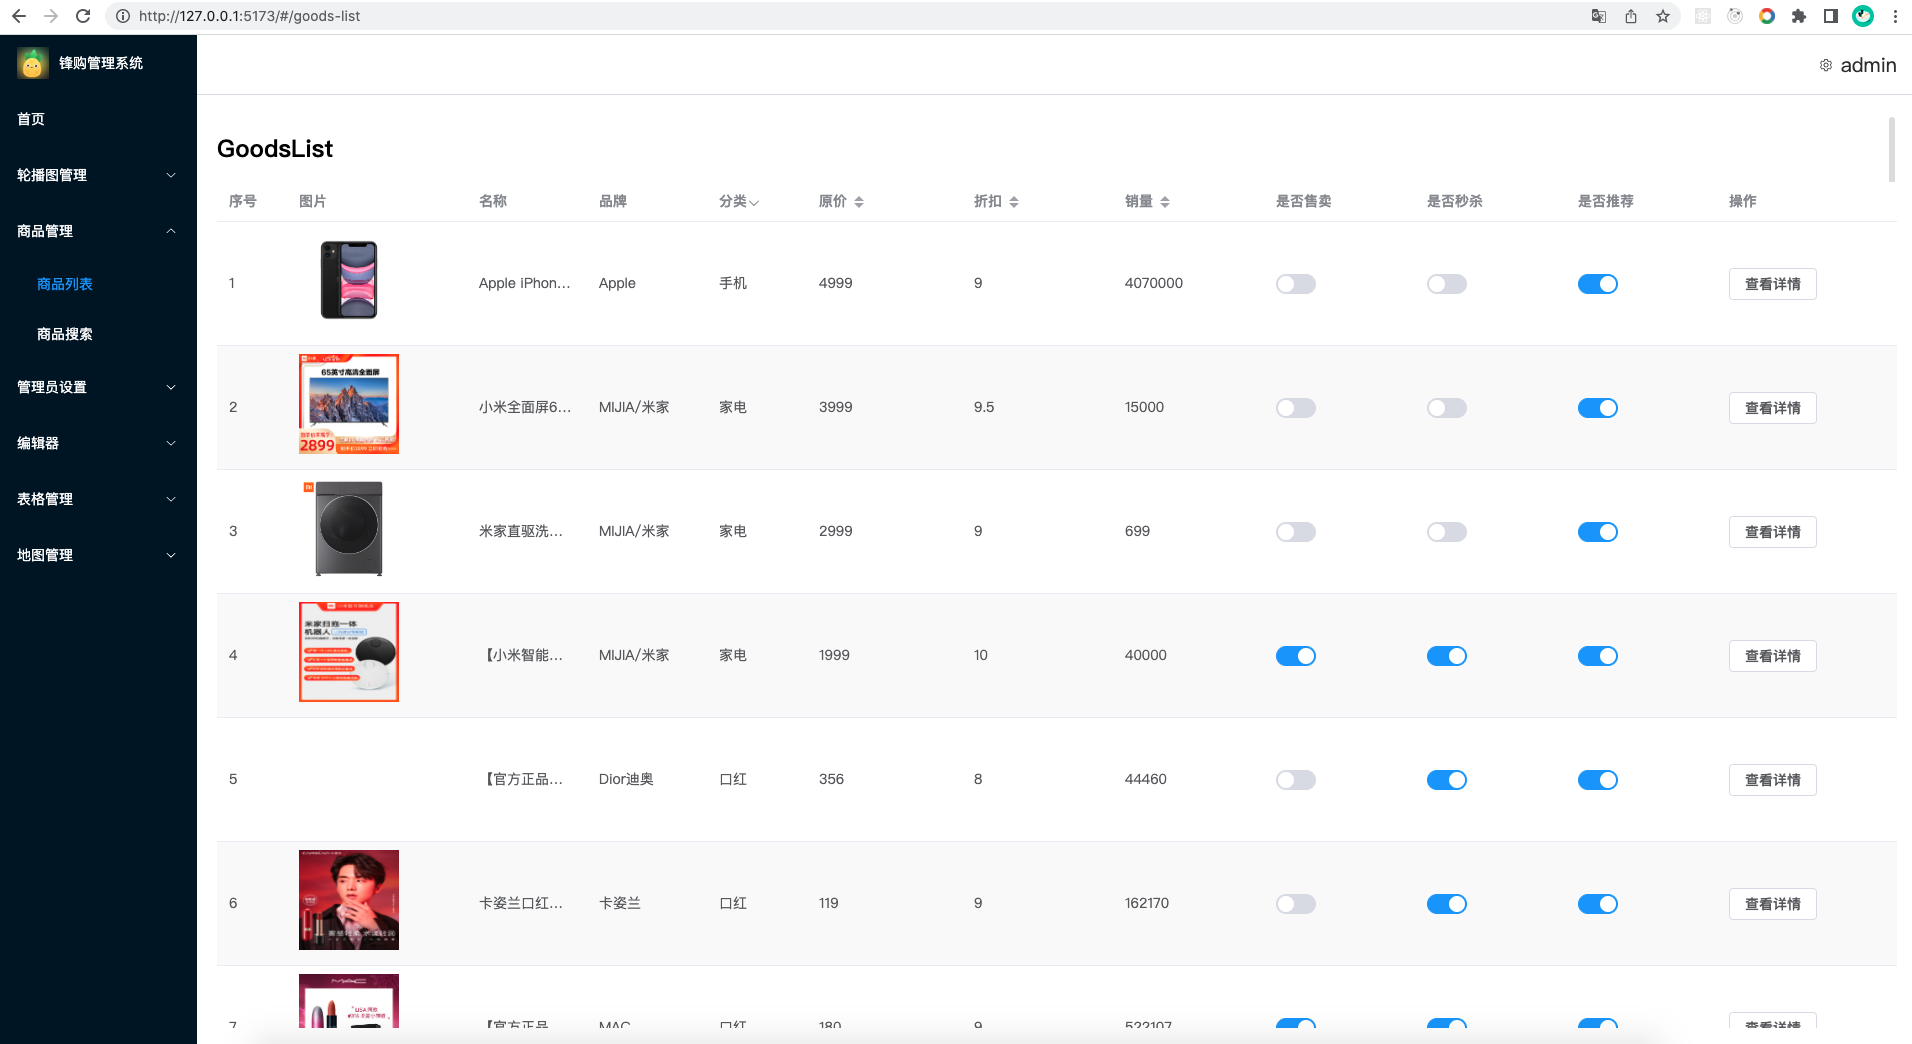 http://127.0.0.1:5173/#/goods-list
锋购管理系统
admin
首页
轮播图管理
商品管理
商品列表
商品搜索
管理员设置
编辑器
表格管理
地图管理
GoodsList
序号 图片 名称 品牌 分类 原价 折扣 销量 是否售卖 是否秒杀 是否推荐 操作
1 Apple iPhon... Apple 手机 4999 9 4070000 查看详情
65英寸高清全面屏
2899
2 小米全面屏6... MIJIA/米家 家电 3999 9.5 15000 查看详情
3 米家直驱洗... MIJIA/米家 家电 2999 9 699 查看详情
米家扫拖一体
机器人
4 【小米智能... MIJIA/米家 家电 1999 10 40000 查看详情
5 【官方正品... Dior迪奥 口红 356 8 44460 查看详情
6 卡姿兰口红... 卡姿兰 口红 119 9 162170 查看详情
MAC
7 【官方正品... MAC 口红 180 9 522107 查看详情